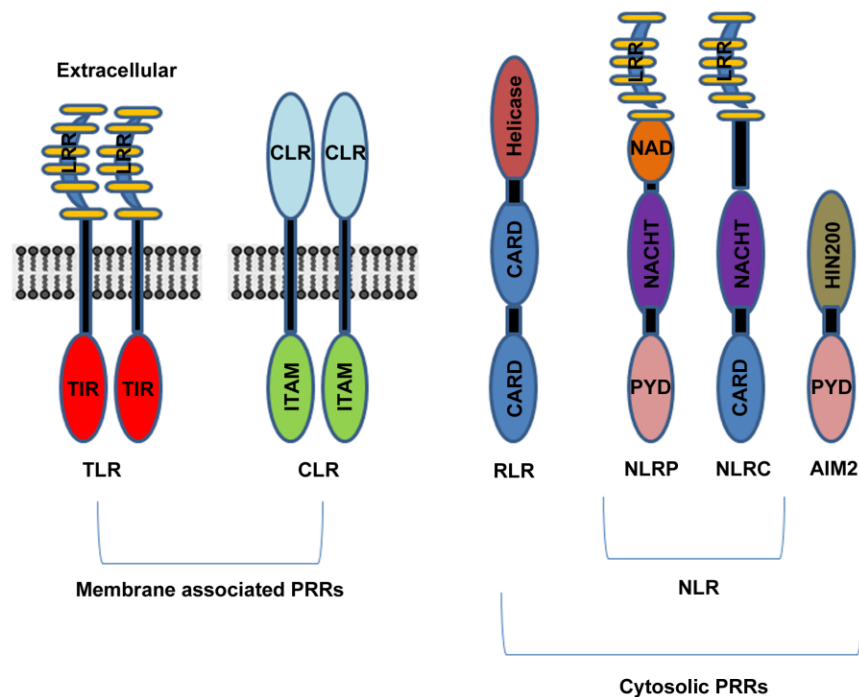 Extracellular
LRR
LRR
TIR
TIR
TLR
CLR
CLR
ITAM
ITAM
CLR
Membrane associated PRRs
Helicase
CARD
CARD
RLR
LRR
NAD
NACHT
PYD
NLRP
LRR
NACHT
CARD
NLRC
HIN200
PYD
AIM2
NLR
Cytosolic PRRs